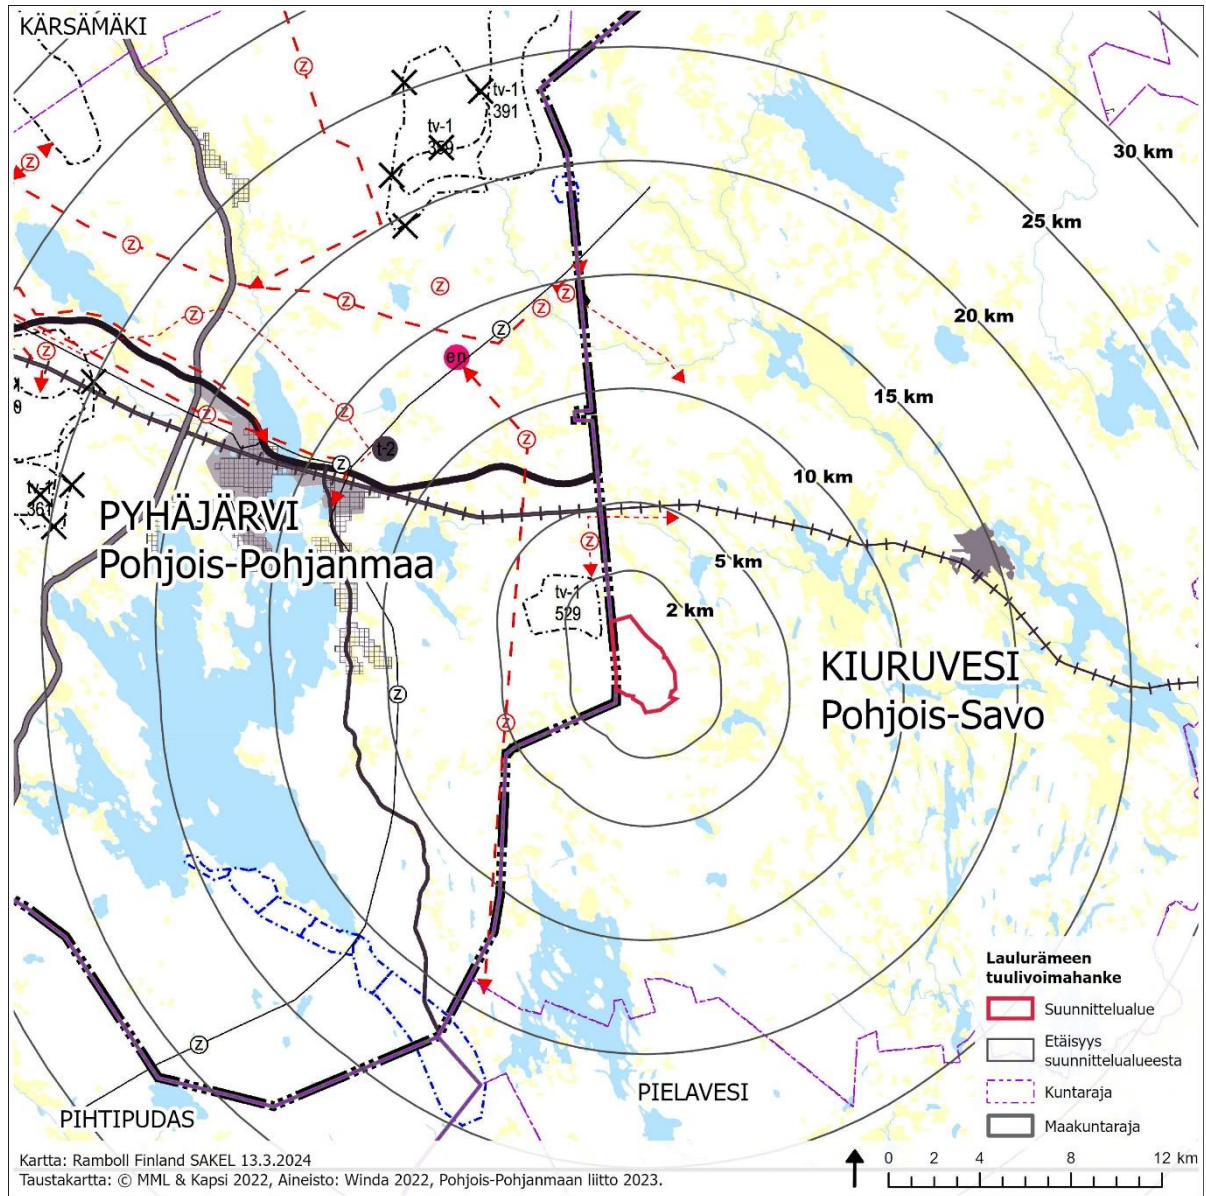 KÄRSÄMÄKI
z
tv-1
391
tv-1
z
30 km
25 km
z
z
z
z
z
z
z
20 km
z
en
15 km
z
z
z
t-2
z
z
10 km
tv-1
361
PYHÄJÄRVI
Pohjois-Pohjanmaa
z
5 km
tv-1
529
2 km
KIURUVESI
Pohjois-Savo
z
z
z
PIELAVESI
PIHTIPUDAS
Laulurämeen
tuulivoimahanke
Suunnittelualue
Etäisyys
suunnittelualueesta
Kuntaraja
Maakuntaraja
0 2 4 8 12 km
Kartta: Ramboll Finland SAKEL 13.3.2024
Taustakartta: © MML & Kapsi 2022, Aineisto: Winda 2022, Pohjois-Pohjanmaan liitto 2023.